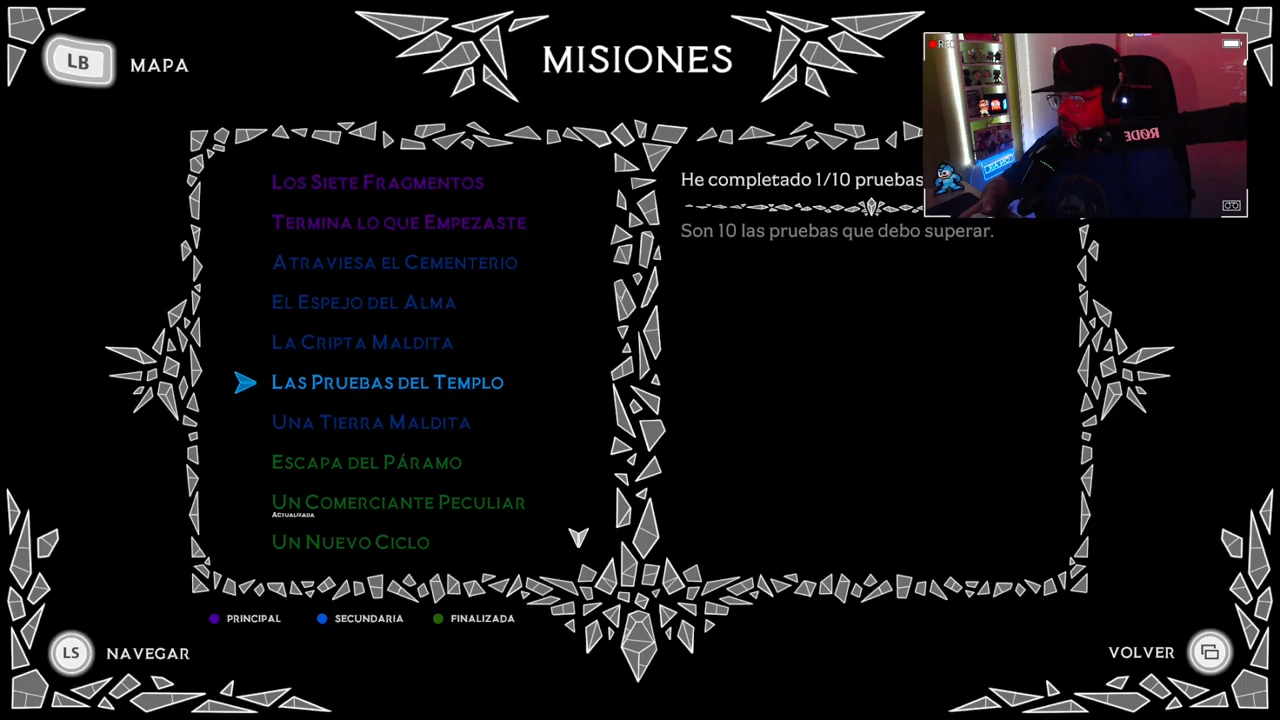 LB
MAPA
MISIONES
REC
RØDE
LOS SIETE FRAGMENTOS
TERMINA LO QUE EMPEZASTE
ATRAVIESA EL CEMENTERIO
EL ESPEJO DEL ALMA
LA CRIPTA MALDITA
LAS PRUEBAS DEL TEMPLO
UNA TIERRA MALDITA
ESCAPA DEL PÁRAMO
UN COMERCIANTE PECULIAR
ACTUALIZADA
UN NUEVO CICLO
He completado 1/10 pruebas
Son 10 las pruebas que debo superar.
PRINCIPAL
SECUNDARIA
FINALIZADA
LS
NAVEGAR
VOLVER